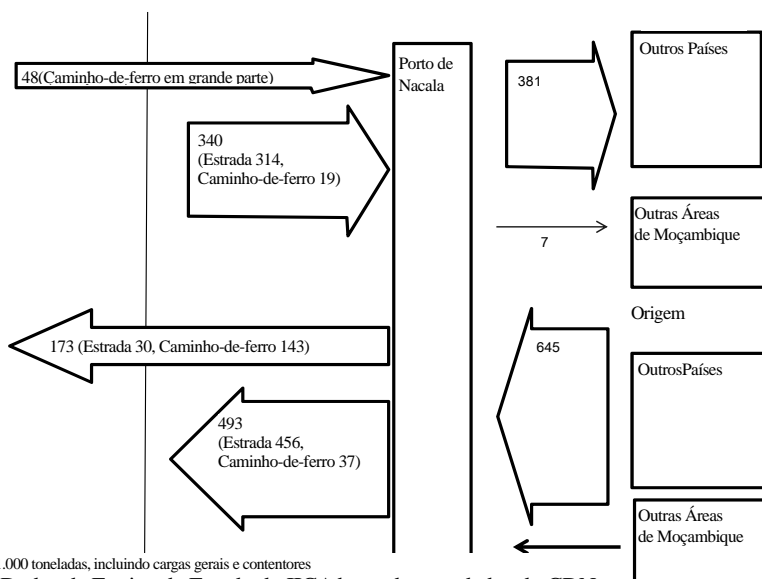 48(Caminho-de-ferro em grande parte)
Porto de
Nacala
381
Outros Países
340
(Estrada 314,
Caminho-de-ferro 19)
7
Outras Áreas
de Moçambique
Origem
173 (Estrada 30, Caminho-de-ferro 143)
645
OutrosPaíses
493
(Estrada 456,
Caminho-de-ferro 37)
Outras Áreas
de Moçambique
.000 toneladas, incluindo cargas gerais e contentores